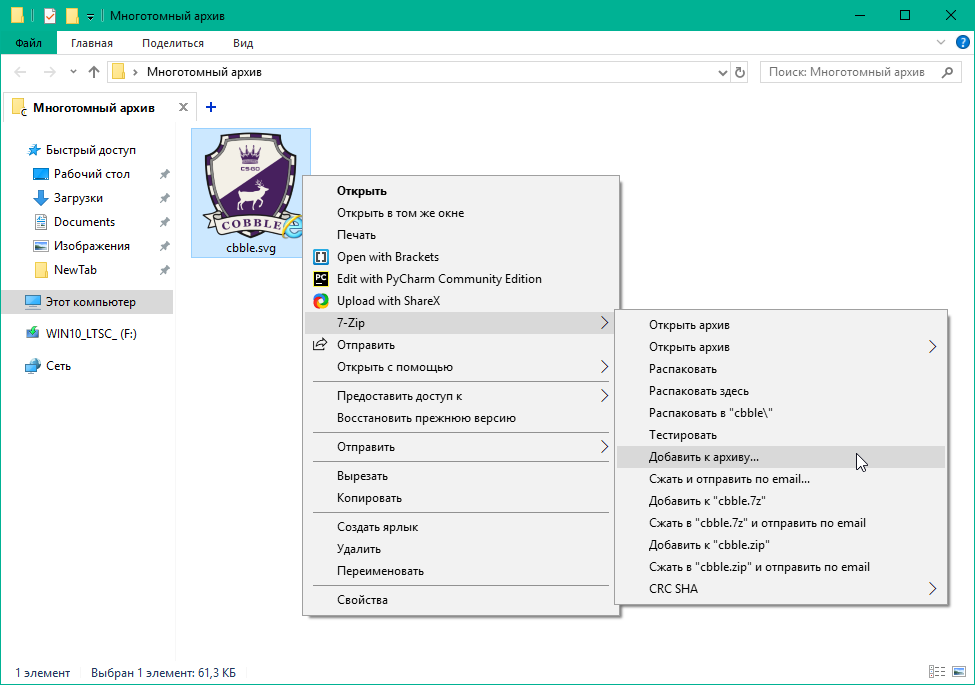 Многотомный архив
Файл
Главная
Поделиться
Вид
Многотомный архив
Поиск: Многотомный архив
Многотомный архив
Быстрый доступ
Рабочий стол
Загрузки
Documents
Изображения
NewTab
Этот компьютер
WIN10_LTSC_ (F:)
Сеть
CS:GO
COBBLE
cbble.svg
Открыть
Открыть в том же окне
Печать
Open with Brackets
PC
Edit with PyCharm Community Edition
Upload with ShareX
7-Zip
Отправить
Открыть с помощью
Предоставить доступ к
Восстановить прежнюю версию
Отправить
Вырезать
Копировать
Создать ярлык
Удалить
Переименовать
Свойства
Открыть архив
Открыть архив
Распаковать
Распаковать здесь
Распаковать в "cbble\"
Тестировать
Добавить к архиву...
Сжать и отправить по email...
Добавить к "cbble.7z"
Сжать в "cbble.7z" и отправить по email
Добавить к "cbble.zip"
Сжать в "cbble.zip" и отправить по email
CRC SHA
1 элемент
Выбран 1 элемент: 61,3 КБ